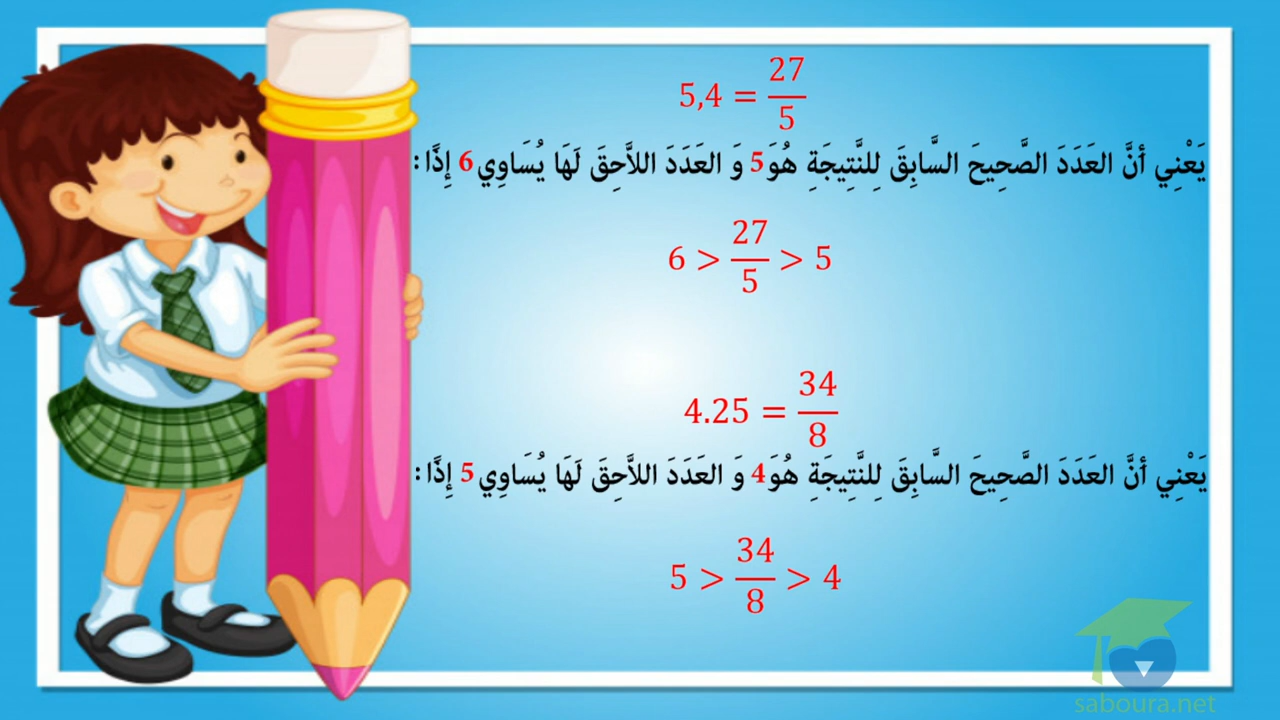 5,4 = 27/5
يَعْنِي أنَّ العَدَدَ الصَّحِيحَ السَّابِقَ لِلنَّتِيجَةِ هُوَ 5 وَ العَدَدَ اللاَّحِقَ لَهَا يُسَاوِي 6 إِذًا :
6 > 27/5 > 5
4.25 = 34/8
يَعْنِي أنَّ العَدَدَ الصَّحِيحَ السَّابِقَ لِلنَّتِيجَةِ هُوَ 4 وَ العَدَدَ اللاَّحِقَ لَهَا يُسَاوِي 5 إِذًا :
5 > 34/8 > 4
saboura.net